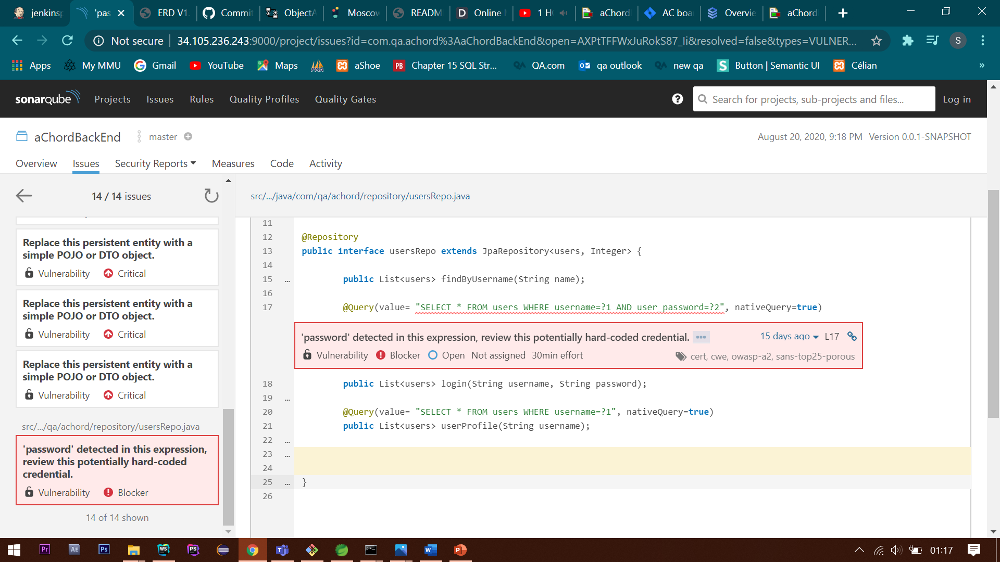 jenkinsp
'pas
ERD V1.
Commit
ObjectA
Moscow
READM
Online
1 H
aChord
AC boa
Overvie
aChord
Not secure
34.105.236.243:9000/project/issues?id=com.qa.achord%3AaChordBackEnd&open=AXPtTFFWxJuRokS87_Ii&resolved=false&types=VULNER...
S
Apps
My MMU
Gmail
YouTube
Maps
aShoe
PB Chapter 15 SQL Str...
QA.com
qa outlook
new qa
S Button | Semantic UI
Célian
»
sonarqube
Projects
Issues
Rules
Quality Profiles
Quality Gates
Search for projects, sub-projects and files...
Log in
aChordBackEnd
master
August 20, 2020, 9:18 PM Version 0.0.1-SNAPSHOT
Overview
Issues
Security Reports
Measures
Code
Activity
14 / 14 issues
Replace this persistent entity with a
simple POJO or DTO object.
Vulnerability Critical
Replace this persistent entity with a
simple POJO or DTO object.
Vulnerability Critical
Replace this persistent entity with a
simple POJO or DTO object.
Vulnerability Critical
src/.../qa/achord/repository/usersRepo.java
'password' detected in this expression,
review this potentially hard-coded
credential.
Vulnerability Blocker
14 of 14 shown
src/.../java/com/qa/achord/repository/usersRepo.java
11
12 @Repository
13 public interface usersRepo extends JpaRepository<users, Integer> {
14
15 … public List<users> findByUsername(String name);
16
17 @Query(value= "SELECT * FROM users WHERE username=?1 AND user_password=?2", nativeQuery=true)
'password' detected in this expression, review this potentially hard-coded credential. ••• 15 days ago L17
Vulnerability Blocker Open Not assigned 30min effort cert, cwe, owasp-a2, sans-top25-porous
18 public List<users> login(String username, String password);
19 …
20 @Query(value= "SELECT * FROM users WHERE username=?1", nativeQuery=true)
21 public List<users> userProfile(String username);
22 …
23 …
24
25 … }
26
Pr
AE
Ps
WS
PS
01:17